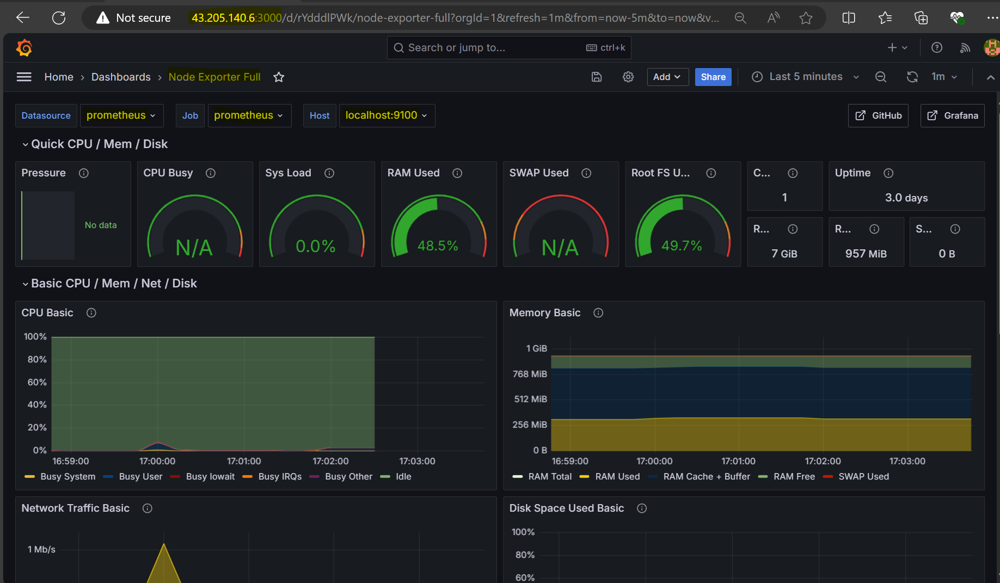 Not secure 43.205.140.6:3000/d/rYdddlPWk/node-exporter-full?orgId=1&refresh=1m&from=now-5m&to=now&v...
Search or jump to... ctrl+k
Home › Dashboards › Node Exporter Full
Add Share Last 5 minutes 1m
Datasource prometheus Job prometheus Host localhost:9100 GitHub Grafana
Quick CPU / Mem / Disk
Pressure
No data
CPU Busy
N/A
Sys Load
0.0%
RAM Used
48.5%
SWAP Used
N/A
Root FS U...
49.7%
C...
1
Uptime
3.0 days
R...
7 GiB
R...
957 MiB
S...
0 B
Basic CPU / Mem / Net / Disk
CPU Basic
100%
80%
60%
40%
20%
0%
16:59:00 17:00:00 17:01:00 17:02:00 17:03:00
Busy System Busy User Busy Iowait Busy IRQs Busy Other Idle
Memory Basic
1 GiB
768 MiB
512 MiB
256 MiB
0 B
16:59:00 17:00:00 17:01:00 17:02:00 17:03:00
RAM Total RAM Used RAM Cache + Buffer RAM Free SWAP Used
Network Traffic Basic
1 Mb/s
Disk Space Used Basic
100%
80%
60%